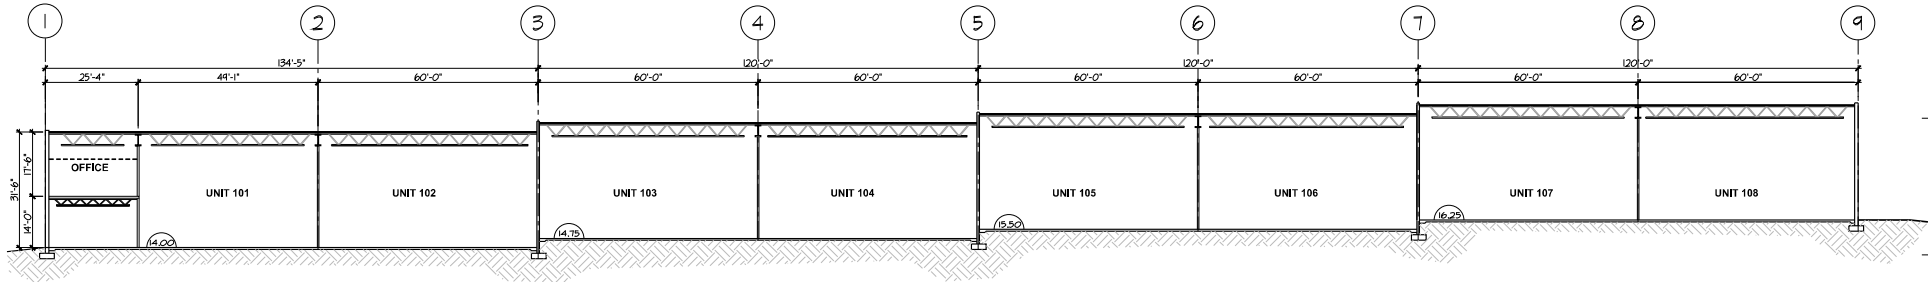 1 2 3 4 5 6 7 8 9
134'-5" 120'-0" 120'-0" 120'-0"
25'-4" 49'-1" 60'-0" 60'-0" 60'-0" 60'-0" 60'-0" 60'-0" 60'-0"
17'-6"
31'-6"
14'-0"
OFFICE
UNIT 101 UNIT 102 UNIT 103 UNIT 104 UNIT 105 UNIT 106 UNIT 107 UNIT 108
14.00 14.75 15.50 16.25